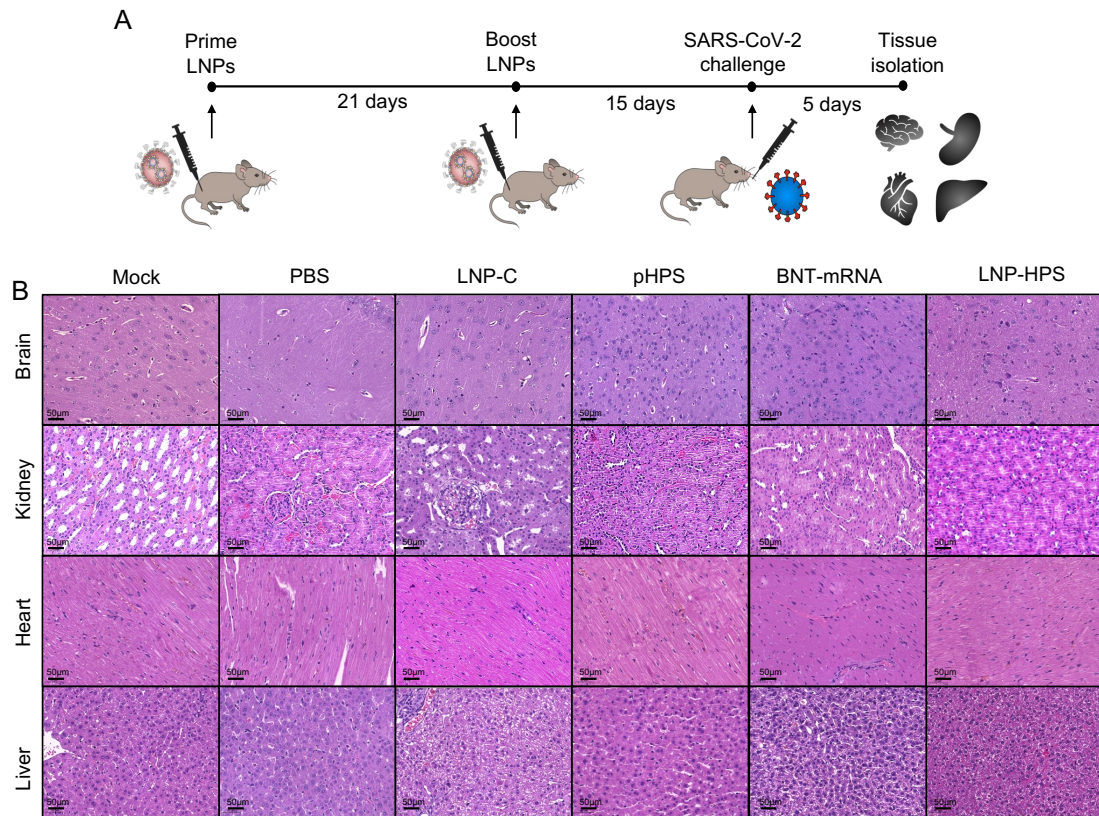 A
Prime
LNPs
Boost
LNPs
SARS-CoV-2
challenge
Tissue
isolation
21 days
15 days
5 days
B
Mock PBS LNP-C pHPS BNT-mRNA LNP-HPS
Brain
50µm 50µm 50µm 50µm 50µm 50µm
Kidney
50µm 50µm 50µm 50µm 50µm 50µm
Heart
50µm 50µm 50µm 50µm 50µm 50µm
Liver
50µm 50µm 50µm 50µm 50µm 50µm